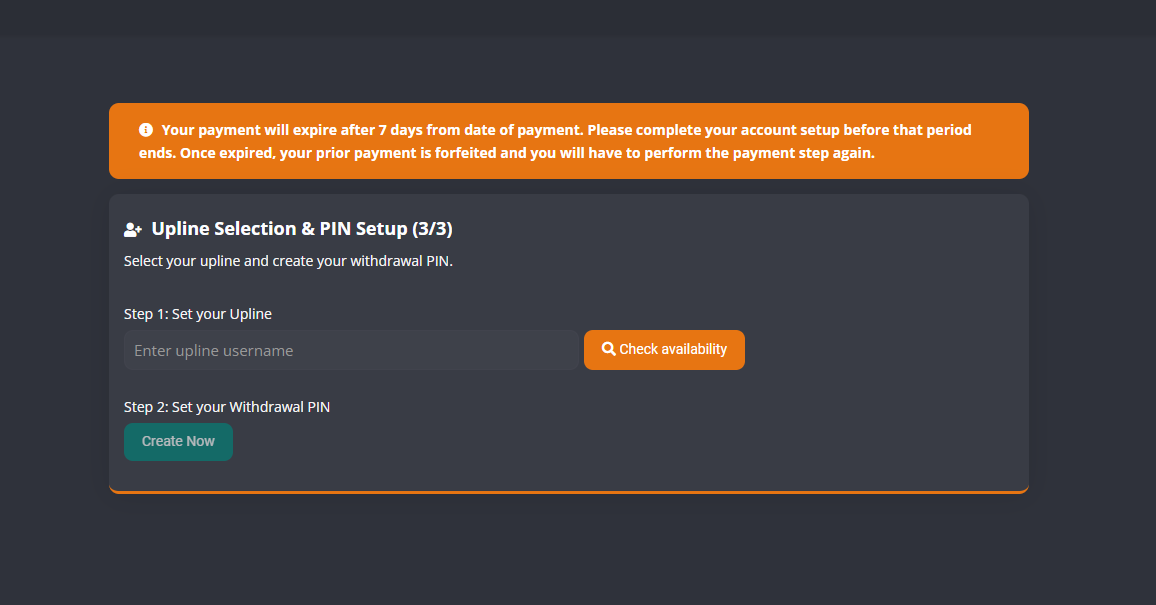 Your payment will expire after 7 days from date of payment. Please complete your account setup before that period
ends. Once expired, your prior payment is forfeited and you will have to perform the payment step again.
Upline Selection & PIN Setup (3/3)
Select your upline and create your withdrawal PIN.
Step 1: Set your Upline
Enter upline username
Check availability
Step 2: Set your Withdrawal PIN
Create Now